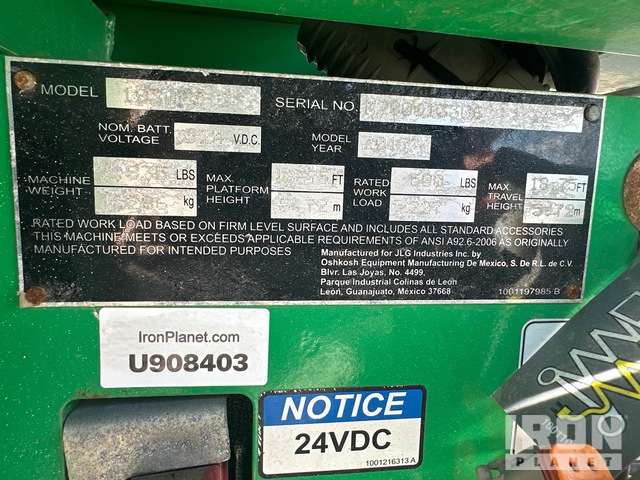 MODEL
SERIAL NO.
NOM. BATT. VOLTAGE V.D.C.
MODEL YEAR
MACHINE WEIGHT LBS kg
MAX. PLATFORM HEIGHT FT m
RATED WORK LOAD LBS kg
MAX. TRAVEL HEIGHT FT m
RATED WORK LOAD BASED ON FIRM LEVEL SURFACE AND INCLUDES ALL STANDARD ACCESSORIES
THIS MACHINE MEETS OR EXCEEDS APPLICABLE REQUIREMENTS OF ANSI A92.6-2006 AS ORIGINALLY
MANUFACTURED FOR INTENDED PURPOSES
Manufactured for JLG Industries Inc. by
Oshkosh Equipment Manufacturing De Mexico, S. De R.L. de C.V.
Blvr. Las Joyas, No. 4499,
Parque Industrial Colinas de León
León, Guanajuato, México 37668
1001197985 B
IronPlanet.com
U908403
NOTICE
24VDC
1001216313 A
IRON
PLANET